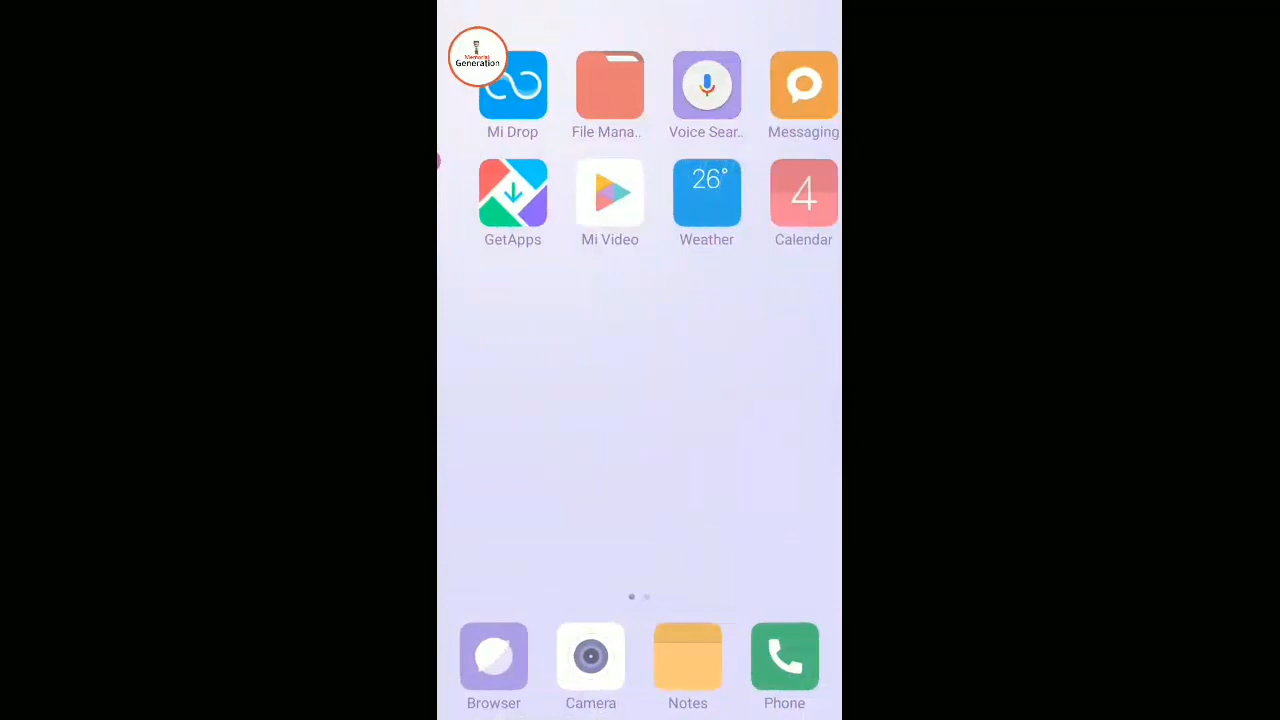 Memorial
Generation
Mi Drop
File Mana..
Voice Sear..
Messaging
26°
4
GetApps
Mi Video
Weather
Calendar
Browser
Camera
Notes
Phone